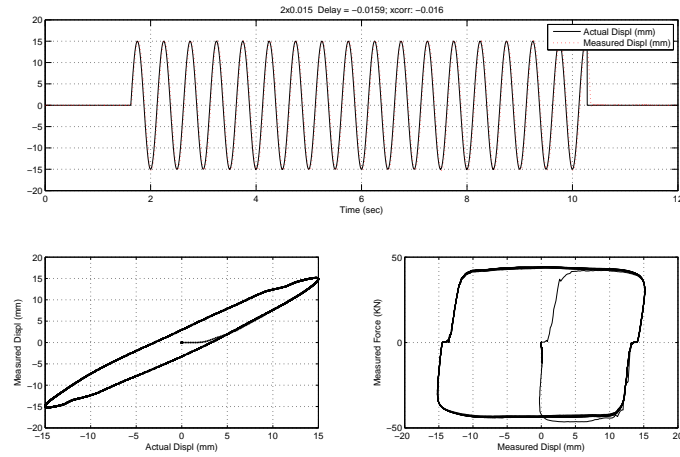 2x0.015 Delay = −0.0159; xcorr: −0.016
20
15
10
5
0
−5
−10
−15
−20
0 2 4 6 8 10 12
Time (sec)
Actual Displ (mm)
Measured Displ (mm)
20
15
10
5
0
−5
−10
−15
−20
Measured Displ (mm)
−15 −10 −5 0 5 10 15
Actual Displ (mm)
50
0
−50
Measured Force (KN)
−20 −15 −10 −5 0 5 10 15 20
Measured Displ (mm)